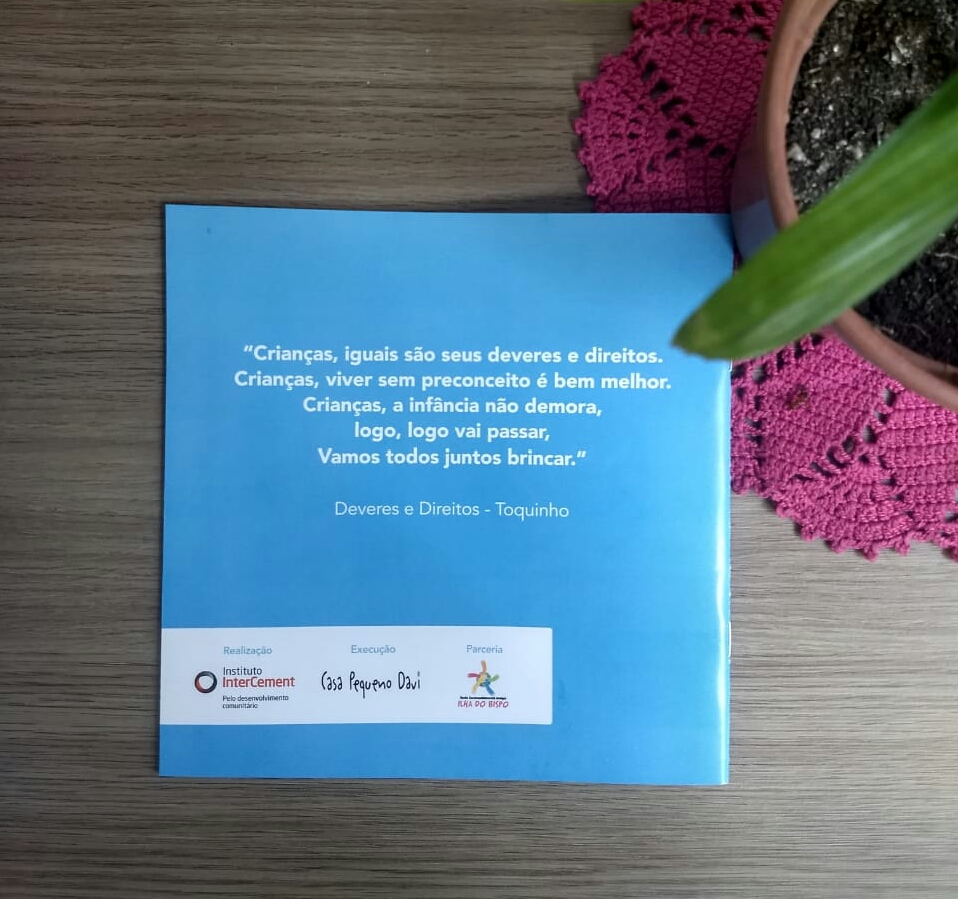 “Crianças, iguais são seus deveres e direitos.
Crianças, viver sem preconceito é bem melhor.
Crianças, a infância não demora,
logo, logo vai passar,
Vamos todos juntos brincar.”
Deveres e Direitos - Toquinho
Realização
Instituto
InterCement
Pelo desenvolvimento
comunitário
Execução
Casa Pequeno Davi
Parceria
ILHA DO BISPO